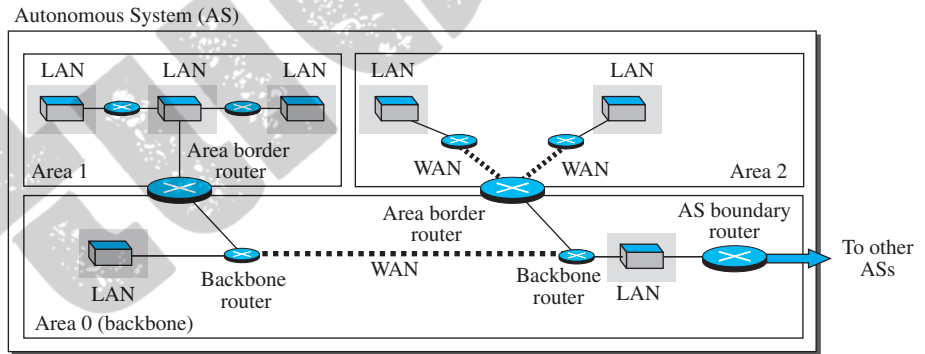 Autonomous System (AS)
LAN
LAN
LAN
Area border
router
Area 1
LAN
LAN
WAN
WAN
Area 2
Area border
router
AS boundary
router
To other
ASs
LAN
Backbone
router
WAN
Backbone
router
LAN
Area 0 (backbone)